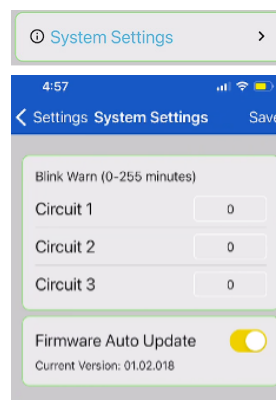 System Settings
4:57
Settings System Settings Save
Blink Warn (0-255 minutes)
Circuit 1 0
Circuit 2 0
Circuit 3 0
Firmware Auto Update
Current Version: 01.02.018